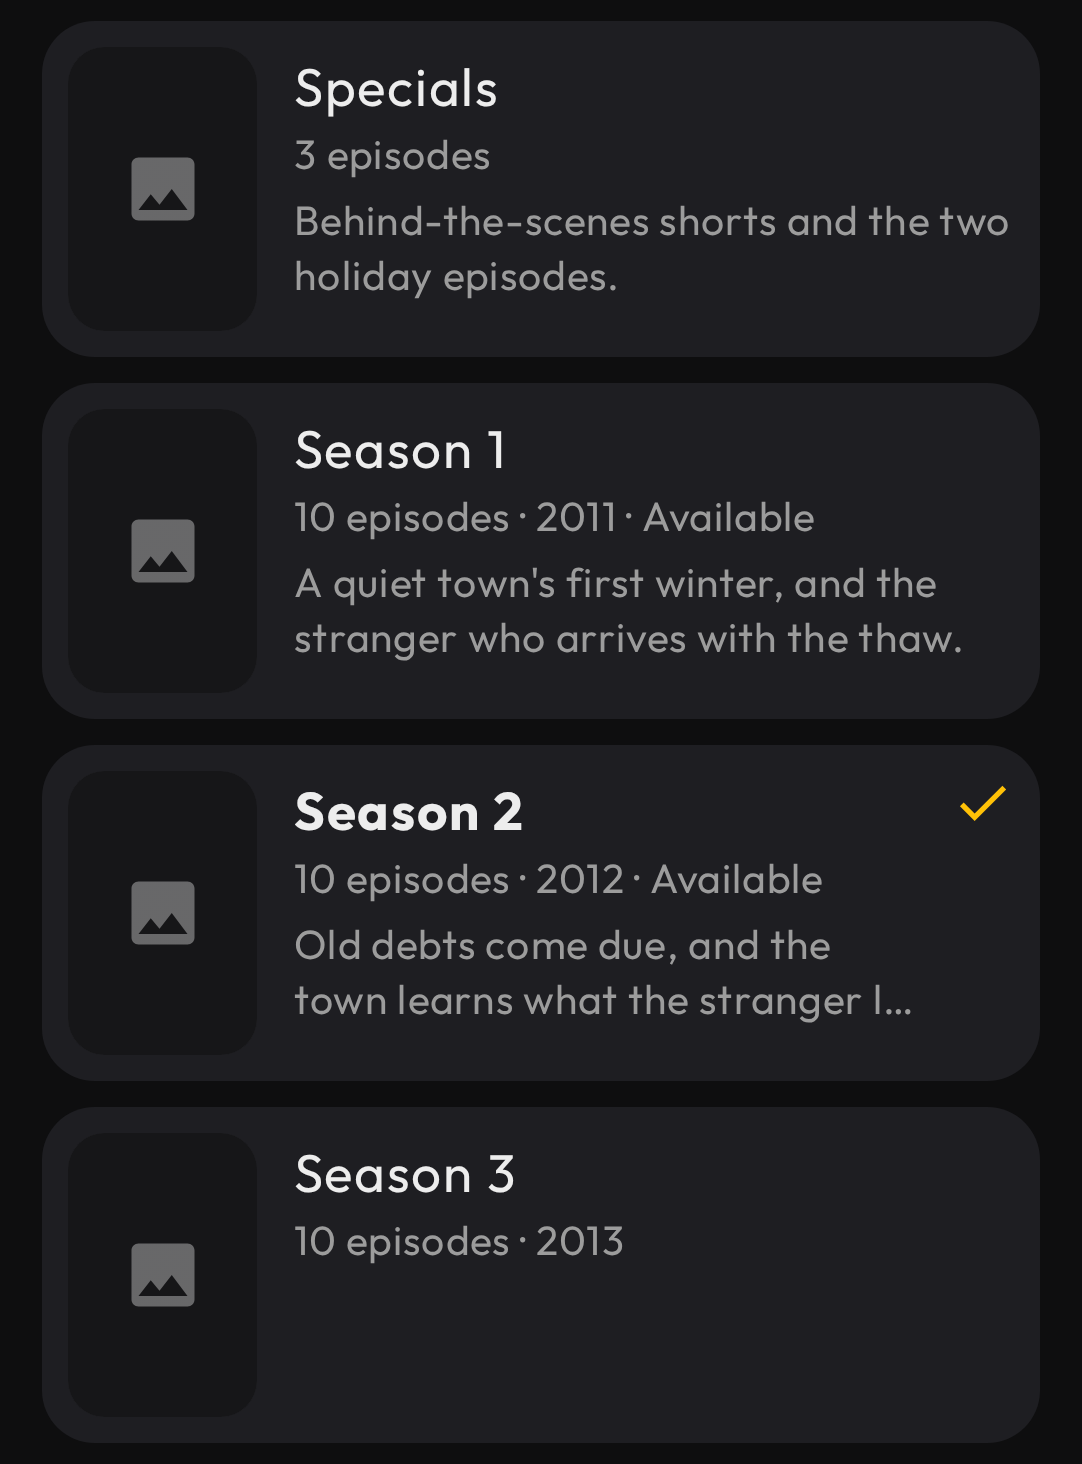 Specials
3 episodes
Behind-the-scenes shorts and the two
holiday episodes.
Season 1
10 episodes · 2011 · Available
A quiet town's first winter, and the
stranger who arrives with the thaw.
Season 2
10 episodes · 2012 · Available
Old debts come due, and the
town learns what the stranger l…
Season 3
10 episodes · 2013